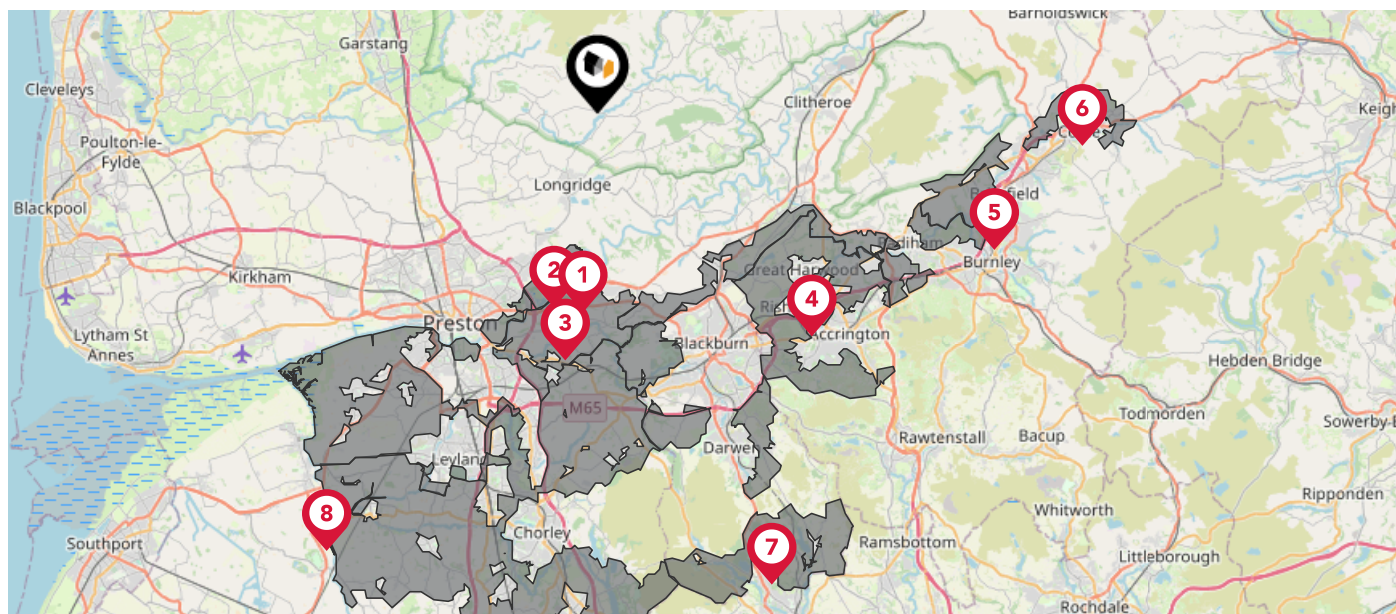 Barnoldswick
Garstang
Cleveleys
Clitheroe
6
Poulton-le-
Fylde
Longridge
Blackpool
5
Burnley
2
1
Great Harwood
Kirkham
4
3
Preston
Lytham St
Annes
Blackburn
Accrington
Hebden Bridge
M65
Todmorden
Darwen
Rawtenstall
Bacup
Leyland
Ripponden
8
Whitworth
Southport
Chorley
7
Ramsbottom
Littleborough
Rochdale